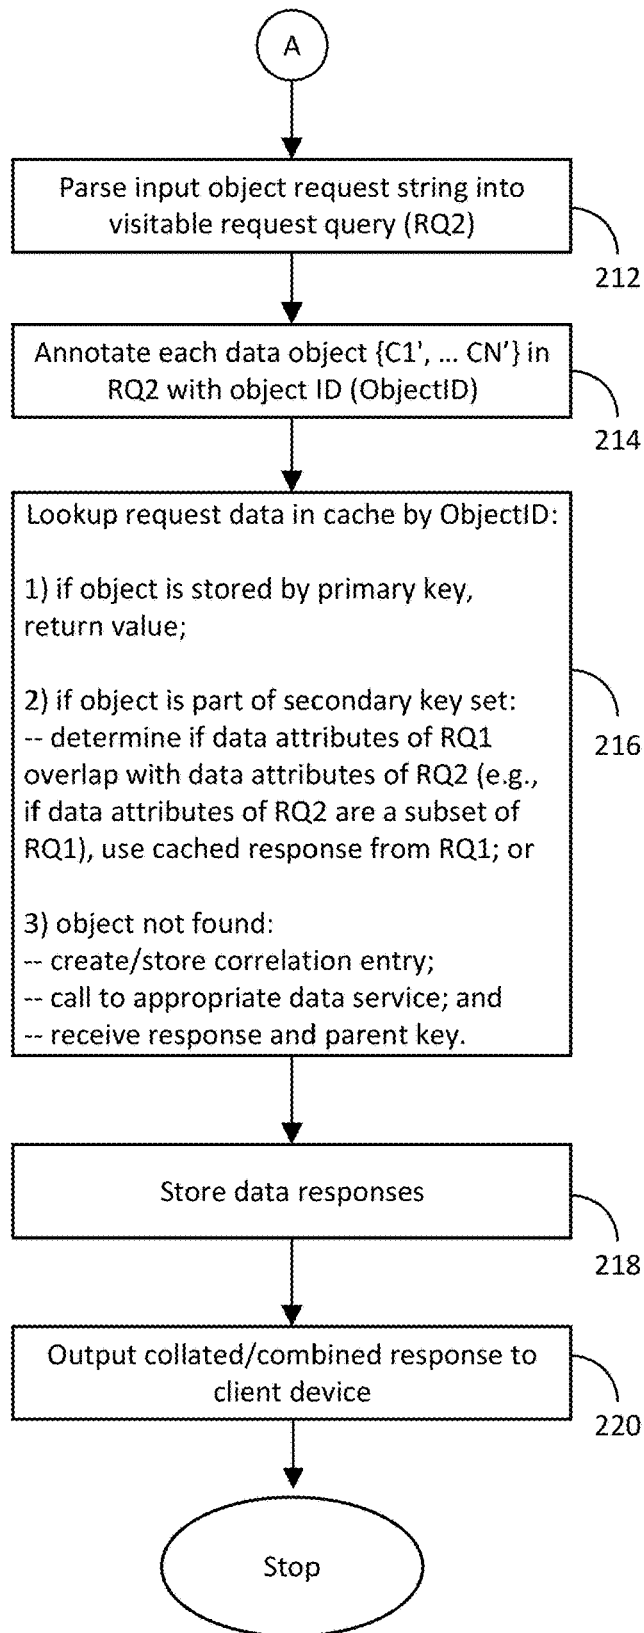 A
Parse input object request string into
visitable request query (RQ2)
212
Annotate each data object {C1', ... CN’} in
RQ2 with object ID (ObjectID)
214
Lookup request data in cache by ObjectID:
1) if object is stored by primary key,
return value;
2) if object is part of secondary key set:
-- determine if data attributes of RQ1
overlap with data attributes of RQ2 (e.g.,
if data attributes of RQ2 are a subset of
RQ1), use cached response from RQ1; or
3) object not found:
-- create/store correlation entry;
-- call to appropriate data service; and
-- receive response and parent key.
216
Store data responses
218
Output collated/combined response to
client device
220
Stop